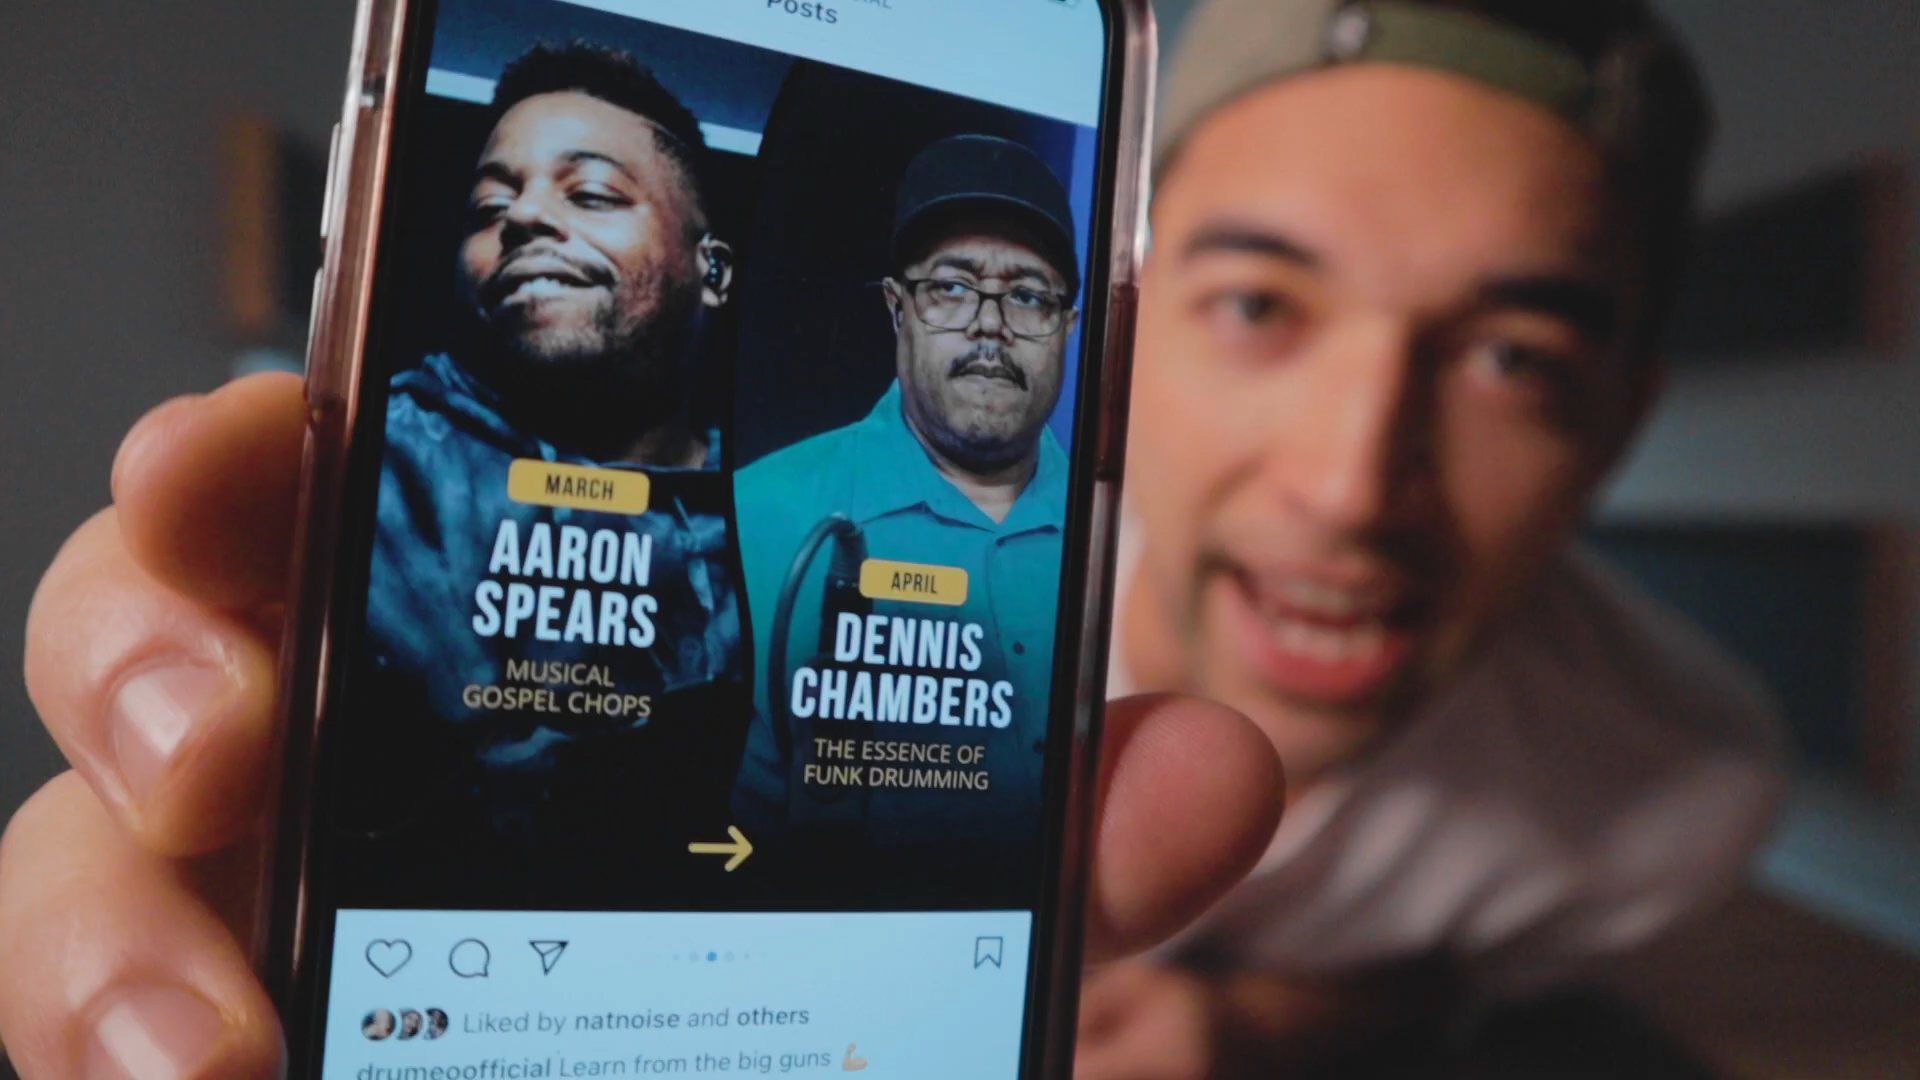 Posts
MARCH
AARON
SPEARS
MUSICAL
GOSPEL CHOPS
APRIL
DENNIS
CHAMBERS
THE ESSENCE OF
FUNK DRUMMING
Liked by natnoise and others
drumeoofficial Learn from the big guns 💪🏼